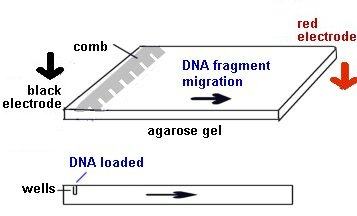 red
electrode
comb
DNA fragment
migration
black
electrode
agarose gel
DNA loaded
wells